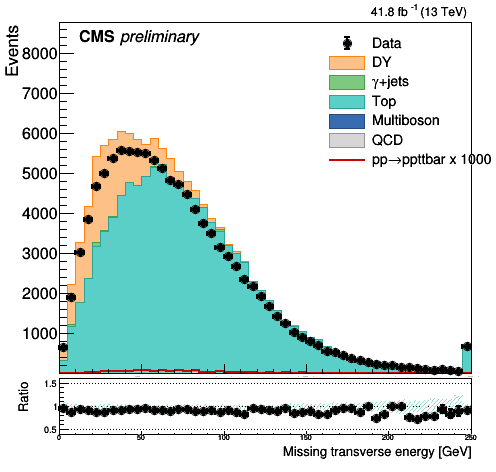 41.8 fb⁻¹ (13 TeV)
CMS preliminary
Events
8000
7000
6000
5000
4000
3000
2000
1000
Data
DY
γ+jets
Top
Multiboson
QCD
pp→ppttbar x 1000
Ratio
1.5
1
0.5
0 50 100 150 200 250
Missing transverse energy [GeV]